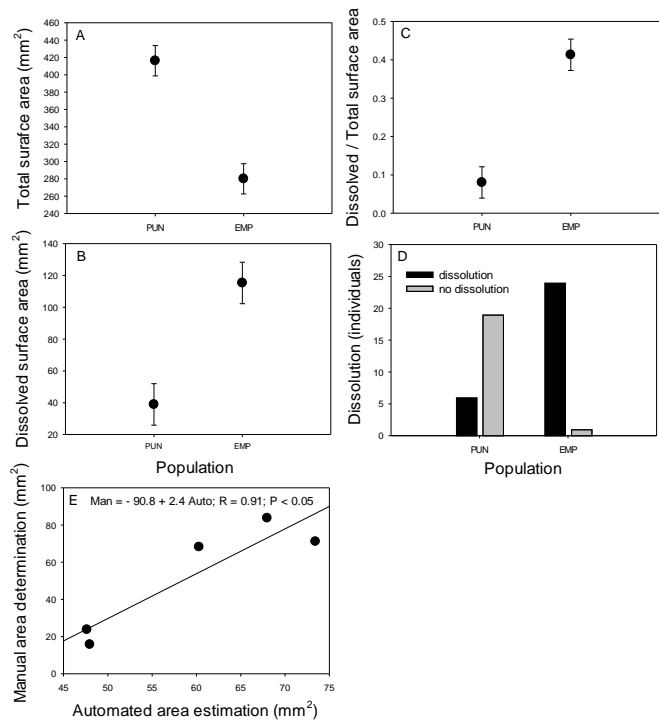 A
Total surafce area (mm²)
460
440
420
400
380
360
340
320
300
280
260
240
PUN
EMP
C
Dissolved / Total surface area
0.5
0.4
0.3
0.2
0.1
0.0
PUN
EMP
B
Dissolved surface area (mm²)
140
120
100
80
60
40
20
PUN
EMP
Population
D
dissolution
no dissolution
Dissolution (individuals)
30
25
20
15
10
5
0
PUN
EMP
Population
E
Man = - 90.8 + 2.4 Auto; R = 0.91; P < 0.05
Manual area determination (mm²)
100
80
60
40
20
0
45
50
55
60
65
70
75
Automated area estimation (mm²)